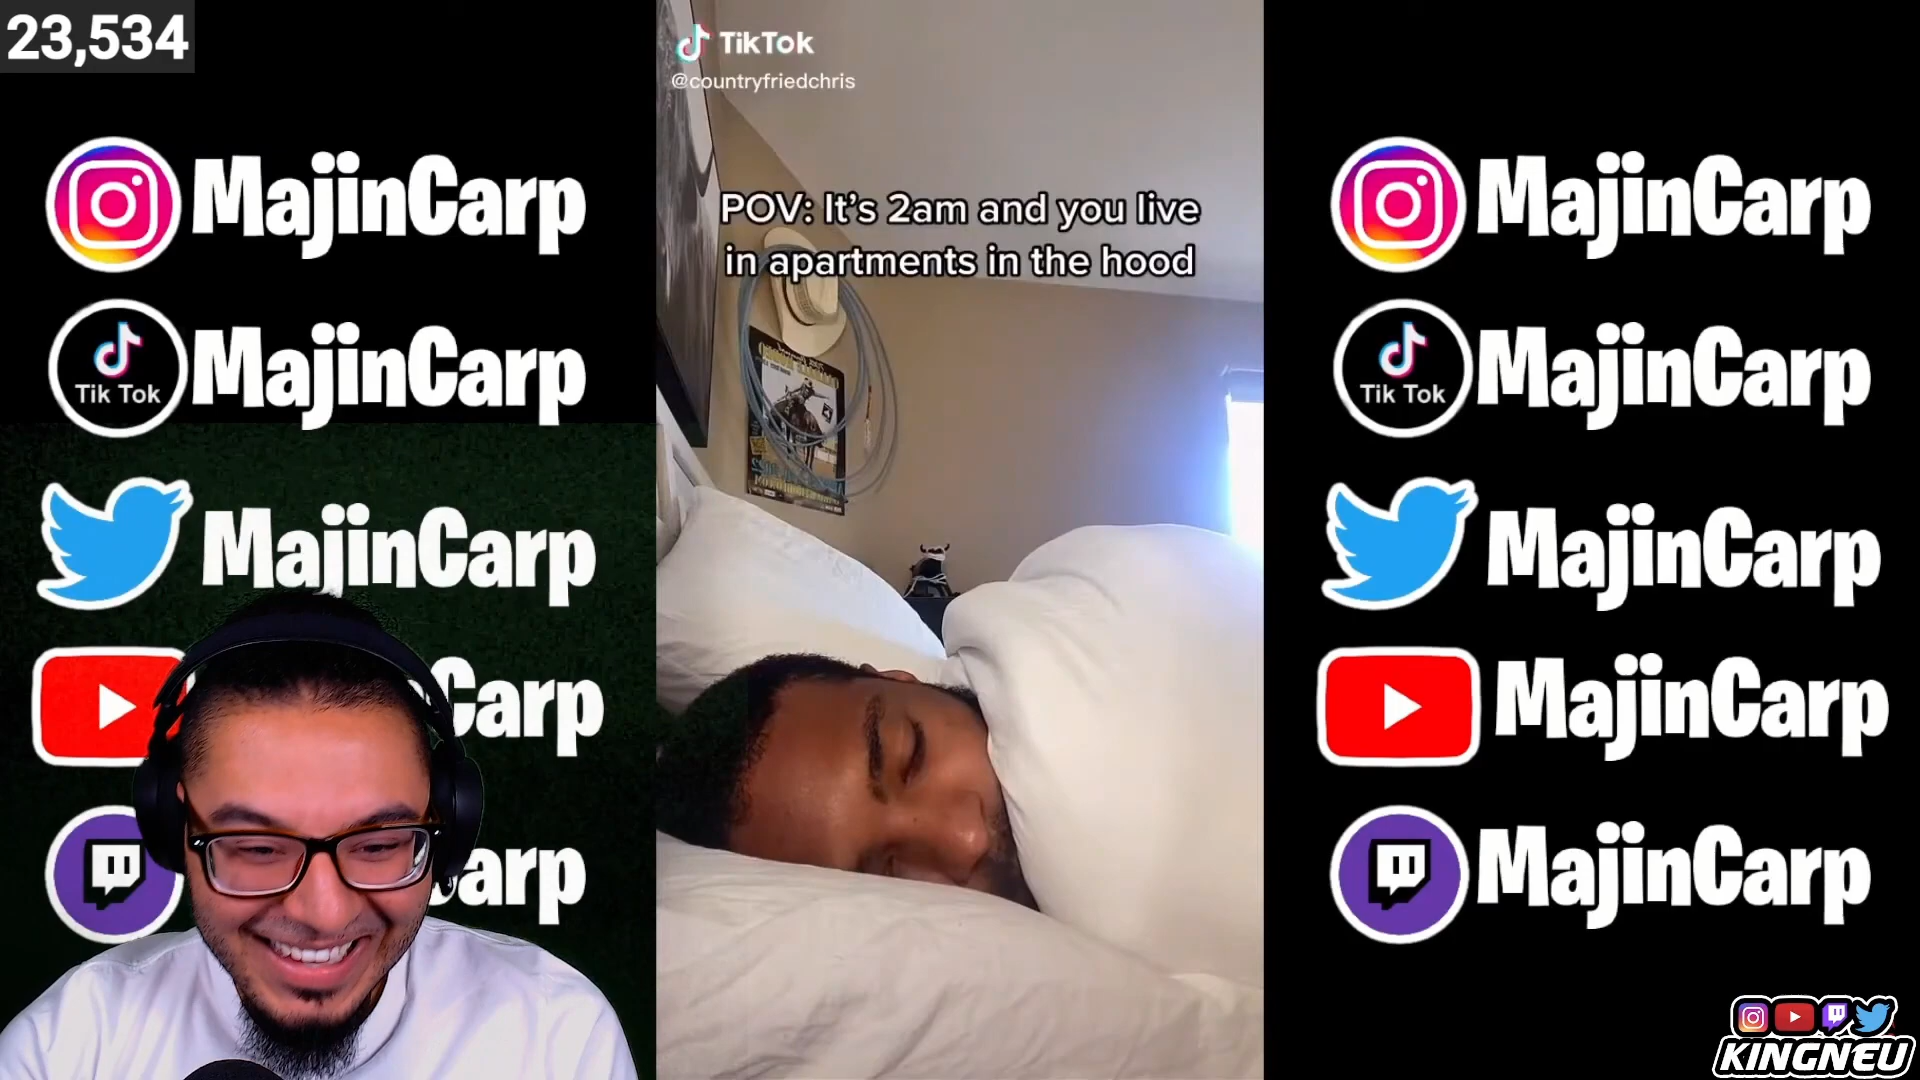 23,534
TikTok
@countryfriedchris
POV: It's 2am and you live
in apartments in the hood
MajinCarp
Tik Tok
MajinCarp
MajinCarp
Carp
arp
MajinCarp
Tik Tok
MajinCarp
MajinCarp
MajinCarp
MajinCarp
KINGNEU